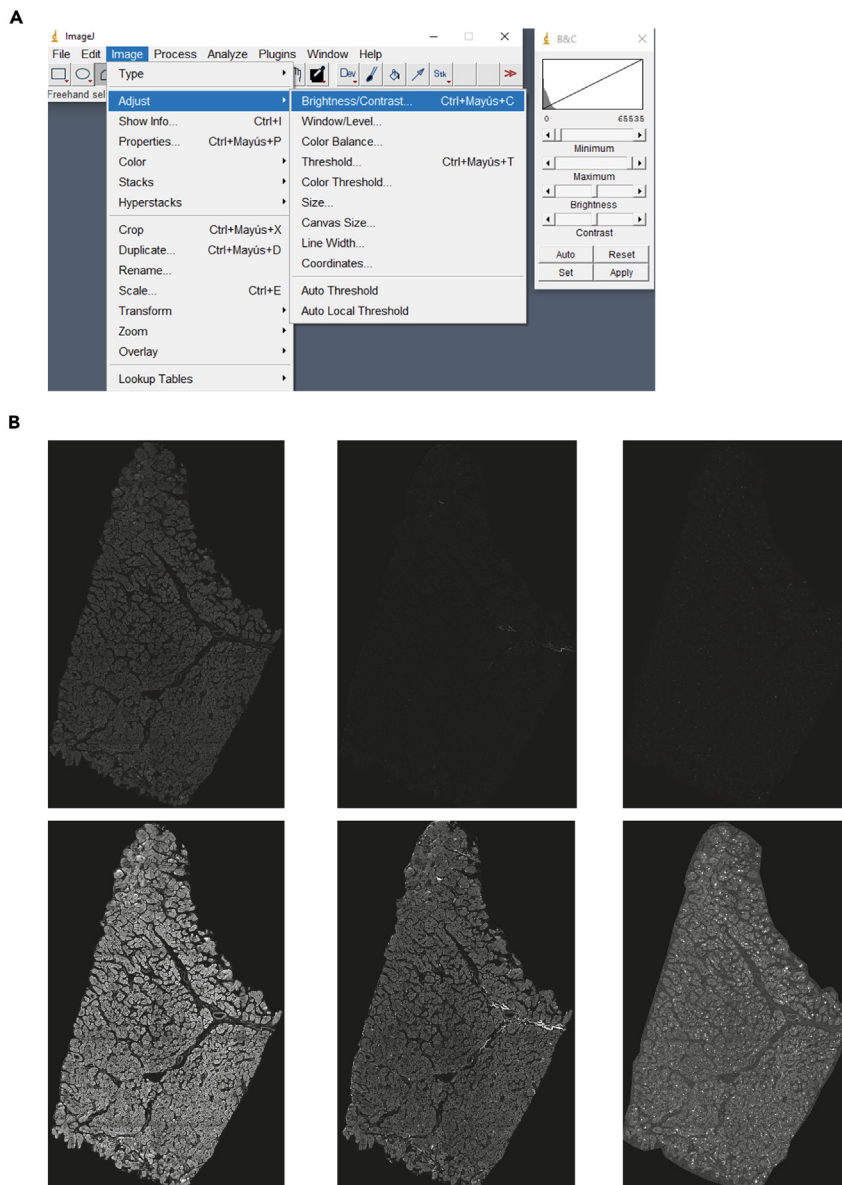 A
ImageJ
File Edit Image Process Analyze Plugins Window Help
Dev Stk
Freehand sel
Type
Adjust
Show Info... Ctrl+I
Properties... Ctrl+Mayús+P
Color
Stacks
Hyperstacks
Crop Ctrl+Mayús+X
Duplicate... Ctrl+Mayús+D
Rename...
Scale... Ctrl+E
Transform
Zoom
Overlay
Lookup Tables
Brightness/Contrast... Ctrl+Mayús+C
Window/Level...
Color Balance...
Threshold... Ctrl+Mayús+T
Color Threshold...
Size...
Canvas Size...
Line Width...
Coordinates...
Auto Threshold
Auto Local Threshold
B&C
0 65535
Minimum
Maximum
Brightness
Contrast
Auto Reset
Set Apply
B